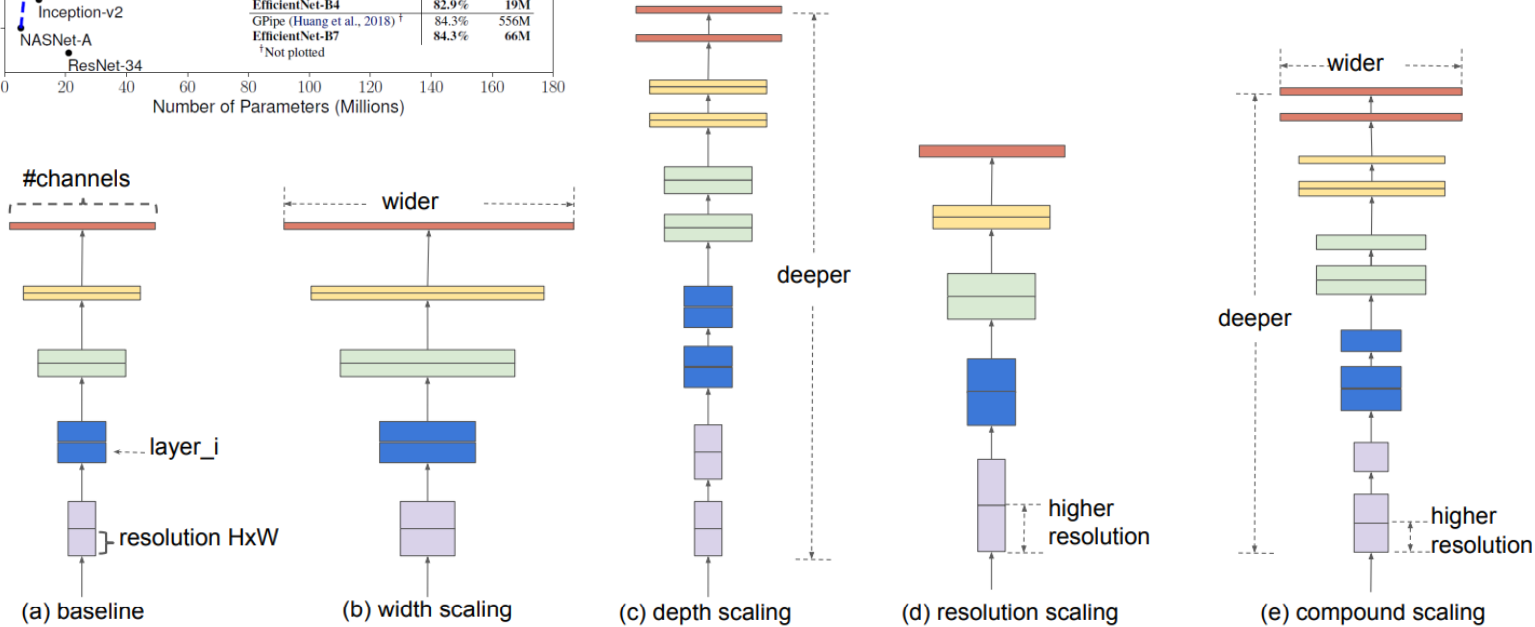 Inception-v2
NASNet-A
ResNet-34
EfficientNet-B4 82.9% 19M
GPipe (Huang et al., 2018) † 84.3% 556M
EfficientNet-B7 84.3% 66M
†Not plotted
0 20 40 60 80 100 120 140 160 180
Number of Parameters (Millions)
#channels
layer_i
resolution HxW
(a) baseline
wider
(b) width scaling
deeper
(c) depth scaling
higher
resolution
(d) resolution scaling
wider
deeper
higher
resolution
(e) compound scaling